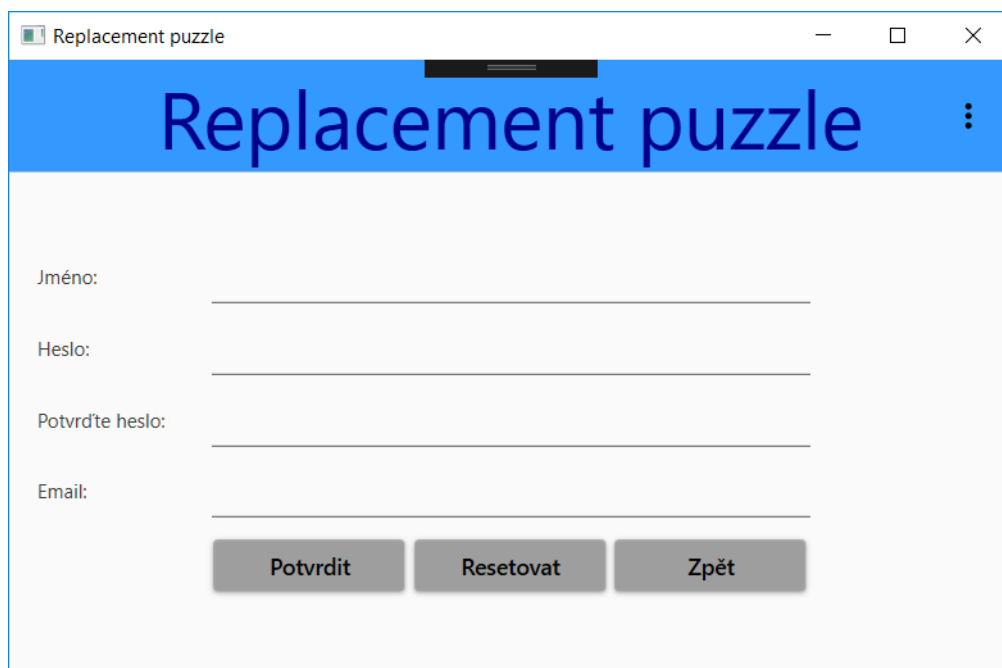 Replacement puzzle
Replacement puzzle
Jméno:
Heslo:
Potvrďte heslo:
Email:
Potvrdit Resetovat Zpět